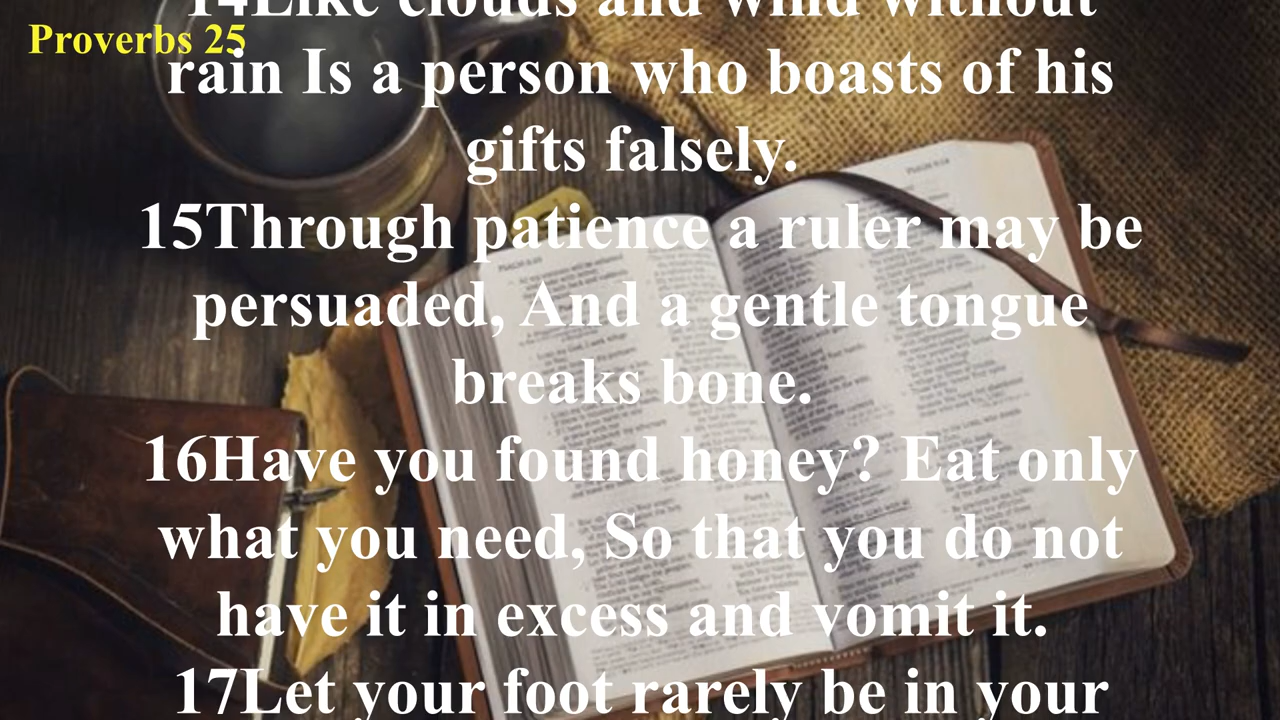 14Like clouds and wind without
Proverbs 25
rain Is a person who boasts of his
gifts falsely.
15Through patience a ruler may be
persuaded, And a gentle tongue
breaks bone.
16Have you found honey? Eat only
what you need, So that you do not
have it in excess and vomit it.
17Let your foot rarely be in your